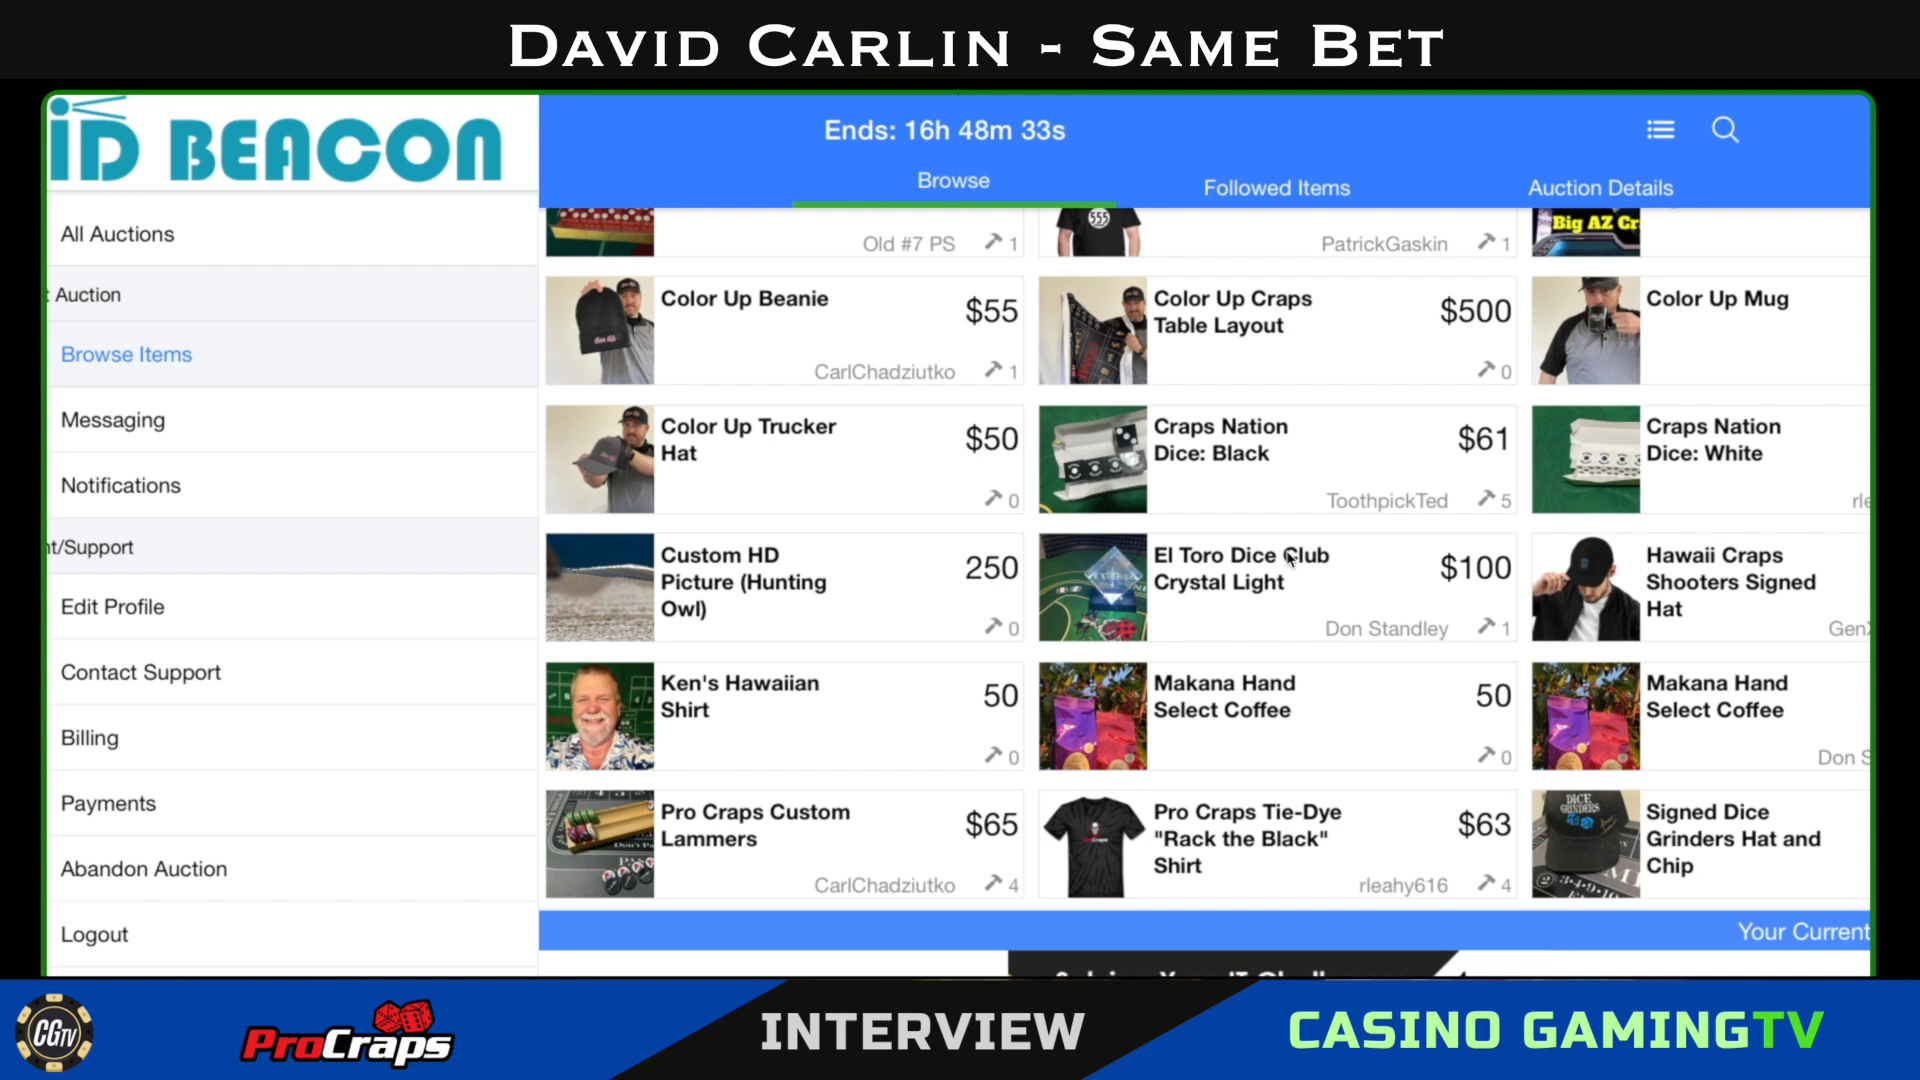 DAVID CARLIN - SAME BET
iD BEACON
Ends: 16h 48m 33s
Browse
Followed Items
Auction Details
All Auctions
Auction
Browse Items
Messaging
Notifications
t/Support
Edit Profile
Contact Support
Billing
Payments
Abandon Auction
Logout
Old #7 PS 1
555
PatrickGaskin 1
Big AZ Cr
Color Up Beanie
$55
CarlChadziutko 1
Color Up Craps
Table Layout
$500
0
Color Up Mug
Color Up Trucker
Hat
$50
0
Craps Nation
Dice: Black
$61
ToothpickTed 5
Craps Nation
Dice: White
rle
Custom HD
Picture (Hunting
Owl)
250
0
El Toro Dice Club
Crystal Light
$100
Don Standley 1
Hawaii Craps
Shooters Signed
Hat
Gen
Ken's Hawaiian
Shirt
50
0
Makana Hand
Select Coffee
50
0
Makana Hand
Select Coffee
Don S
Pro Craps Custom
Lammers
$65
CarlChadziutko 4
Pro Craps Tie-Dye
"Rack the Black"
Shirt
$63
rleahy616 4
DICE
GRINDERS
Signed Dice
Grinders Hat and
Chip
Your Current
CGTV
ProCraps
INTERVIEW
CASINO GAMINGTV